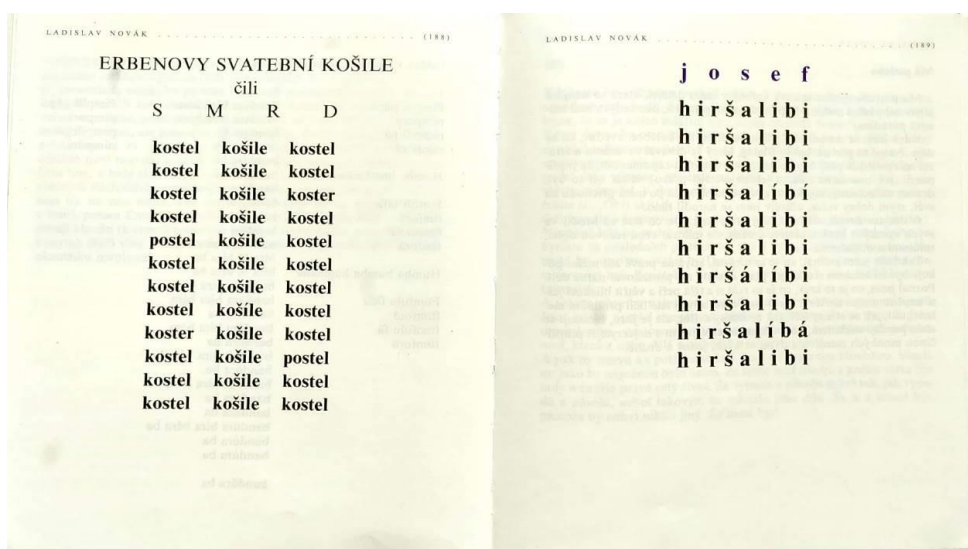 LADISLAV NOVÁK . . . . . . . . . . . . . . . . . . . . . . . . . . . . . . (188)
ERBENOVY SVATEBNÍ KOŠILE
čili
S M R D
kostel košile kostel
kostel košile kostel
kostel košile koster
kostel košile kostel
postel košile kostel
kostel košile kostel
kostel košile kostel
kostel košile kostel
koster košile kostel
kostel košile postel
kostel košile kostel
kostel košile kostel
LADISLAV NOVÁK . . . . . . . . . . . . . . . . . . . . . . . . . . . . . . (189)
j o s e f
h i r š a l i b i
h i r š a l i b i
h i r š a l i b i
h i r š a l í b í
h i r š a l i b i
h i r š a l i b i
h i r š á l í b i
h i r š a l i b i
h i r š a l í b á
h i r š a l i b i